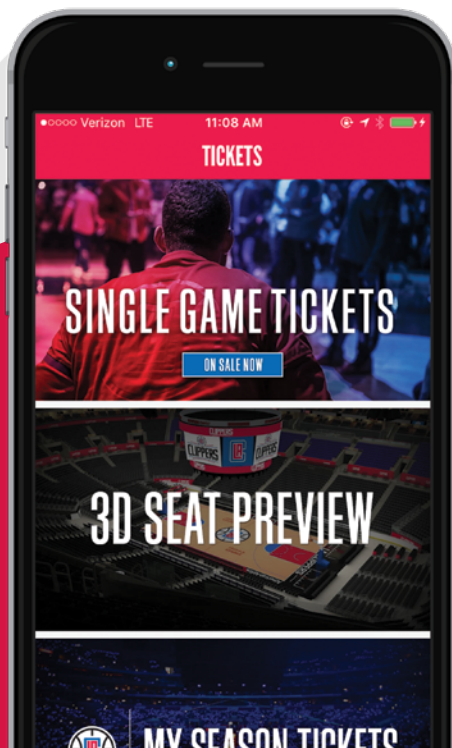 ●○○○○ Verizon LTE 11:08 AM
TICKETS
SINGLE GAME TICKETS
ON SALE NOW
CLIPPERS
CLIPPERS
CLIPPERS
3D SEAT PREVIEW
MY SEASON TICKETS